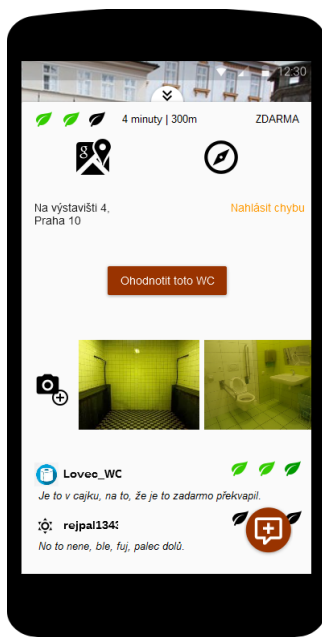 12:30
4 minuty | 300m
ZDARMA
Na výstavišti 4,
Praha 10
Nahlásit chybu
Ohodnotit toto WC
Lovec_WC
Je to v cajku, na to, že je to zadarmo překvapil.
rejpal1343
No to nene, ble, fuj, palec dolů.